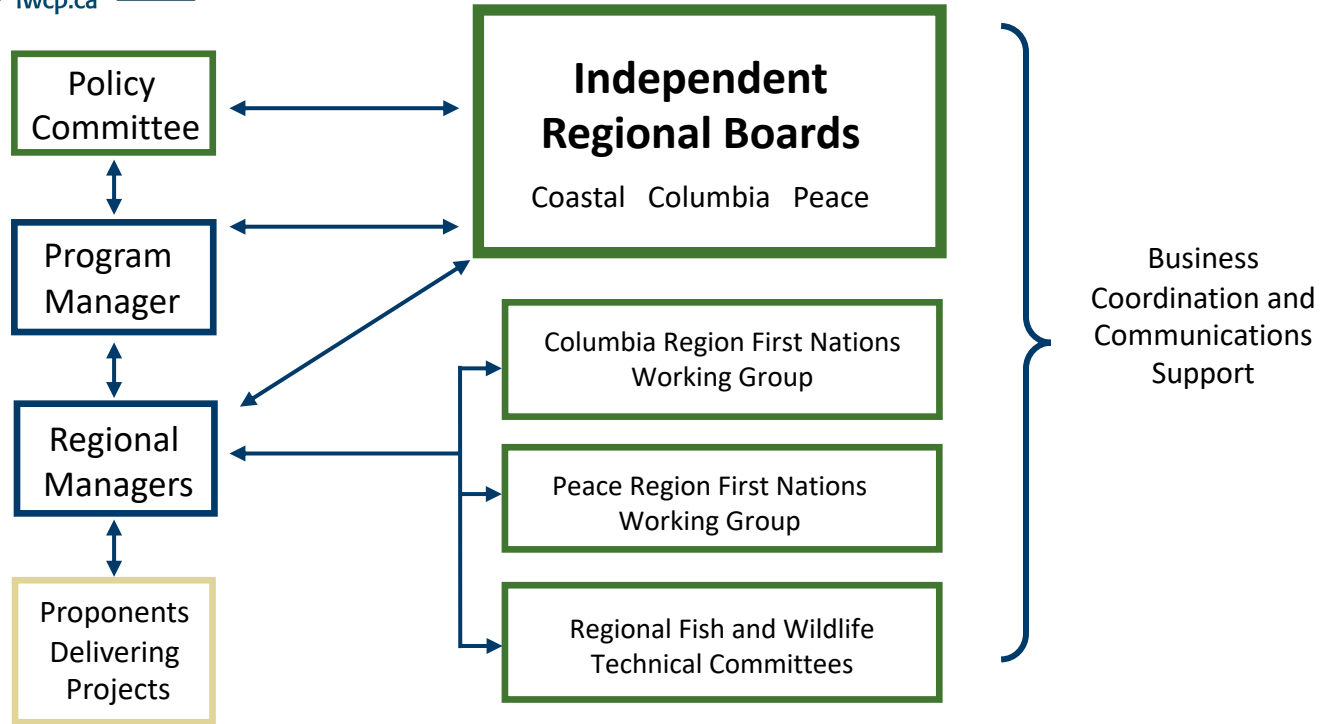 fwcp.ca
Policy
Committee
Program
Manager
Regional
Managers
Proponents
Delivering
Projects
Independent
Regional Boards
Coastal Columbia Peace
Columbia Region First Nations
Working Group
Peace Region First Nations
Working Group
Regional Fish and Wildlife
Technical Committees
Business
Coordination and
Communications
Support